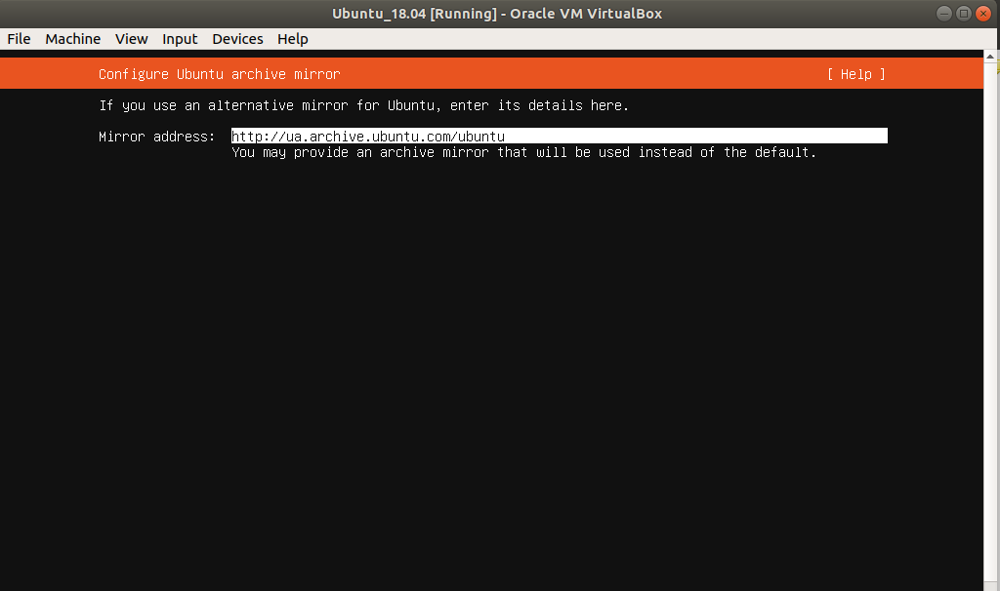 Ubuntu_18.04 [Running] - Oracle VM VirtualBox
File Machine View Input Devices Help
Configure Ubuntu archive mirror [ Help ]
If you use an alternative mirror for Ubuntu, enter its details here.
Mirror address: http://ua.archive.ubuntu.com/ubuntu
You may provide an archive mirror that will be used instead of the default.